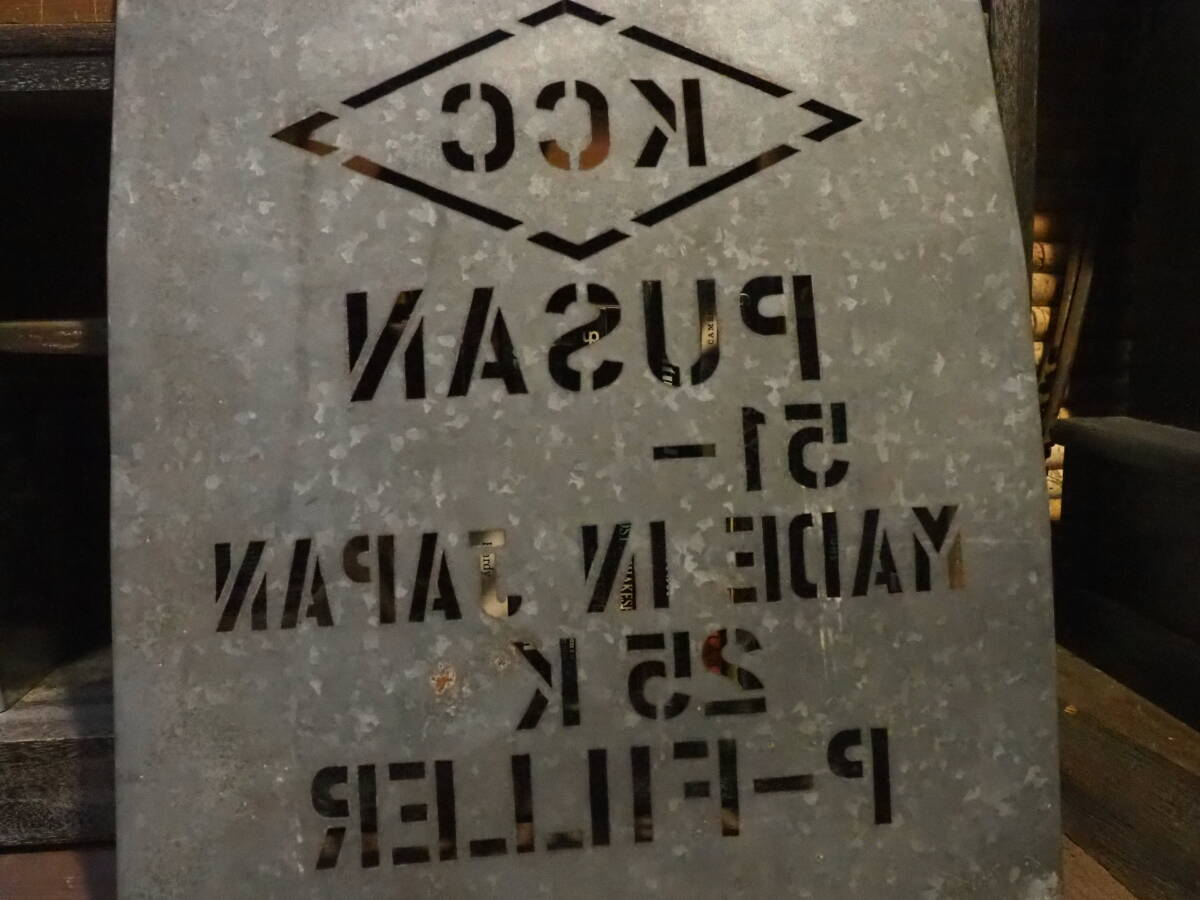 KCC
PUSAN
51-
MADE IN JAPAN
25 K
P-FILLER